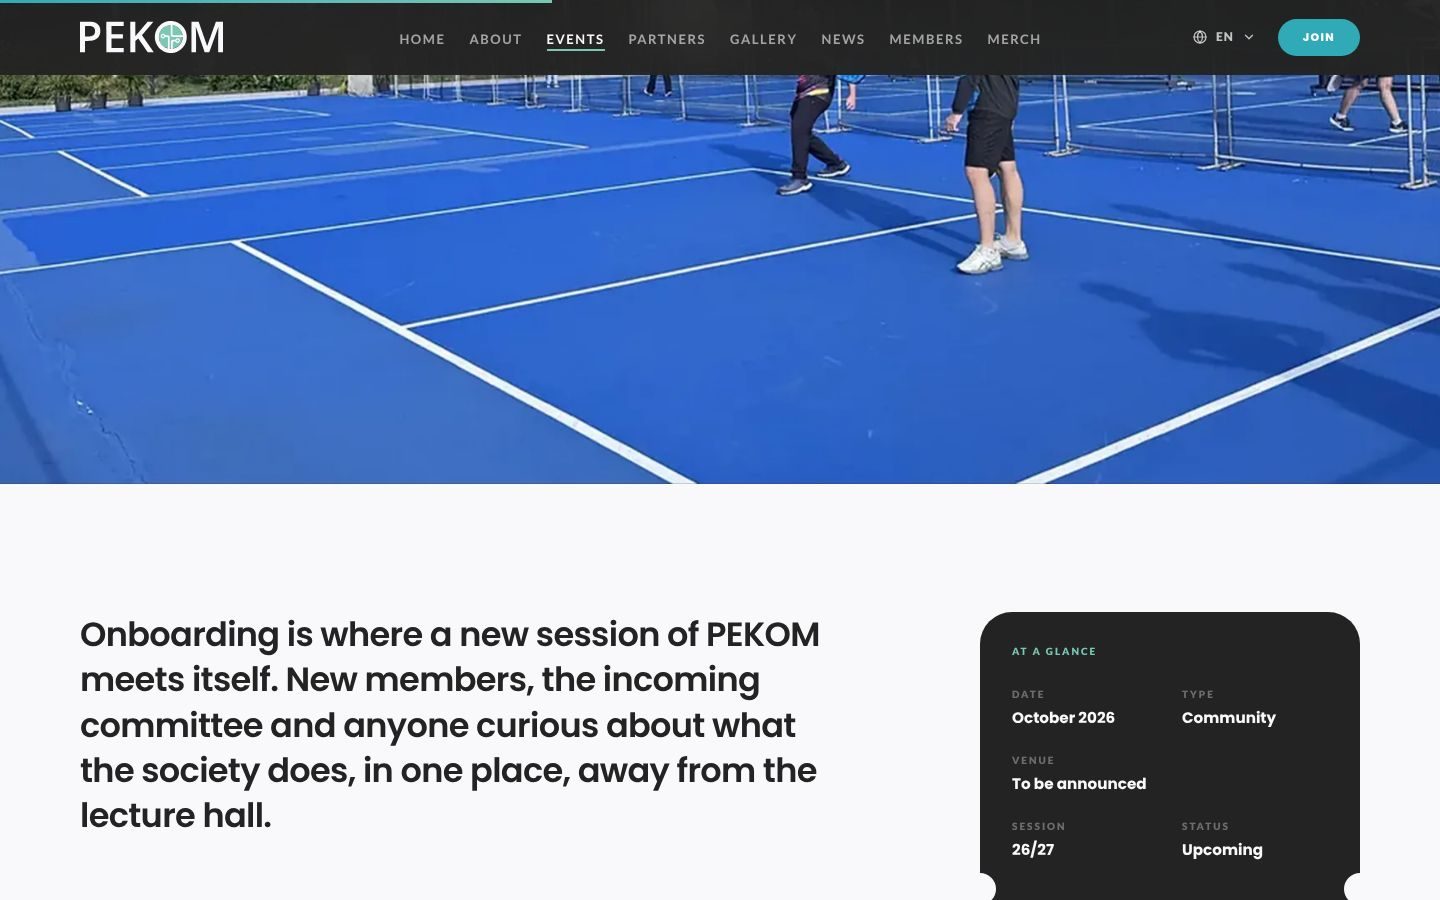 PEKOM
HOME
ABOUT
EVENTS
PARTNERS
GALLERY
NEWS
MEMBERS
MERCH
EN
JOIN
Onboarding is where a new session of PEKOM
meets itself. New members, the incoming
committee and anyone curious about what
the society does, in one place, away from the
lecture hall.
AT A GLANCE
DATE
October 2026
TYPE
Community
VENUE
To be announced
SESSION
26/27
STATUS
Upcoming